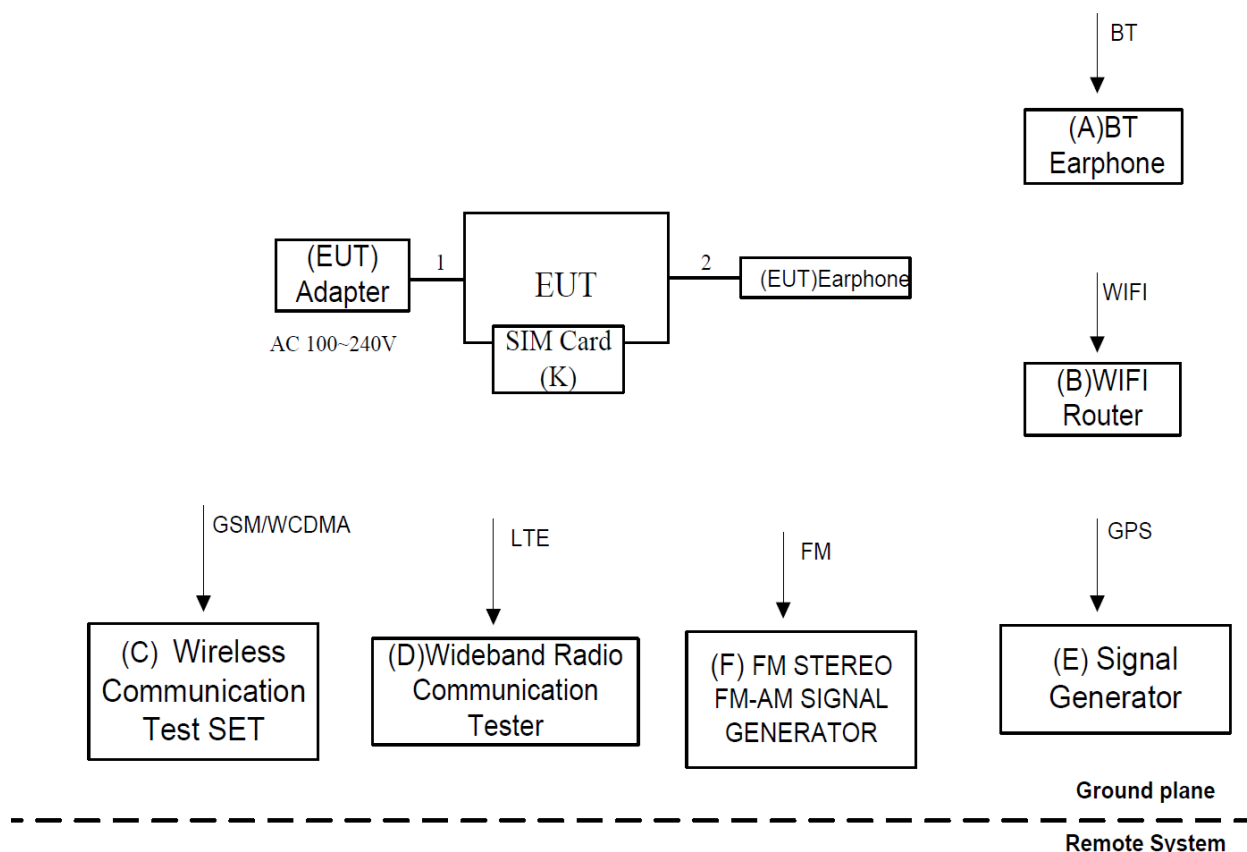 BT
(A)BT
Earphone
(EUT)
Adapter
1
EUT
2
(EUT)Earphone
AC 100~240V
SIM Card
(K)
WIFI
(B)WIFI
Router
GSM/WCDMA
LTE
FM
GPS
(C) Wireless
Communication
Test SET
(D)Wideband Radio
Communication
Tester
(F) FM STEREO
FM-AM SIGNAL
GENERATOR
(E) Signal
Generator
Ground plane
Remote System